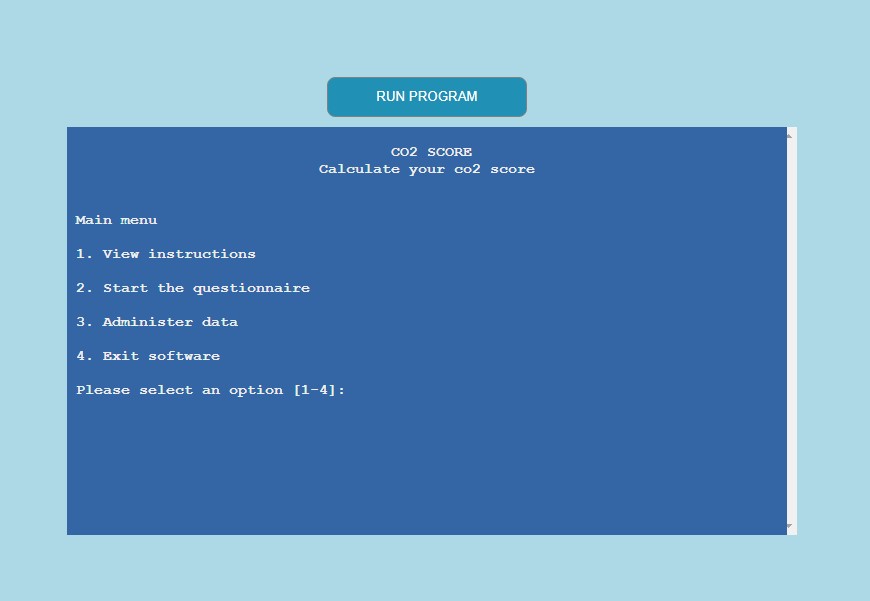 RUN PROGRAM
CO2 SCORE
Calculate your co2 score
Main menu
1. View instructions
2. Start the questionnaire
3. Administer data
4. Exit software
Please select an option [1-4]: